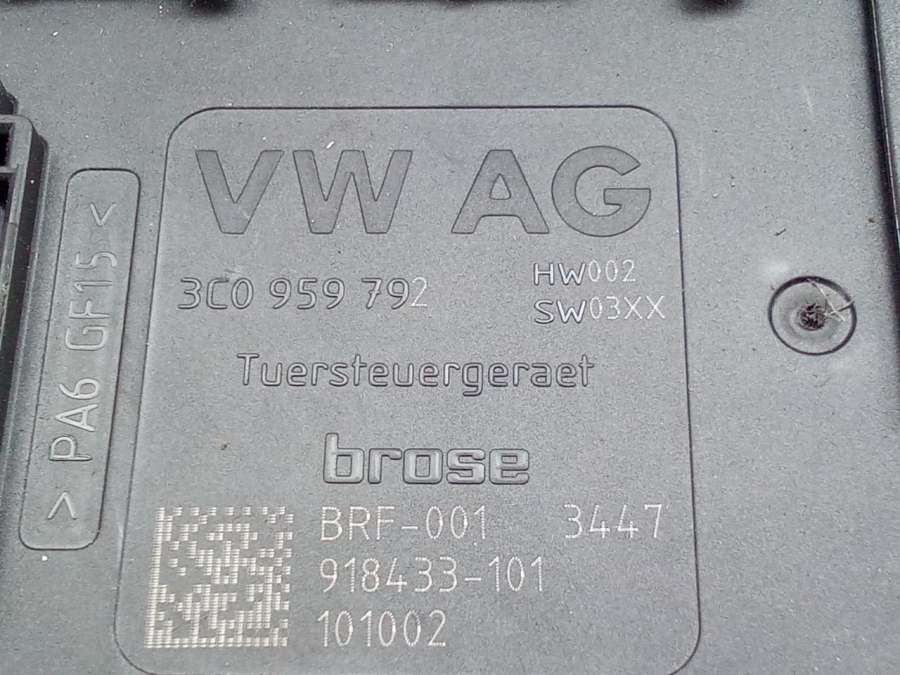 VW AG
3C0 959 792
HW002
SW03XX
Tuersteuergeraet
brose
BRF-001 3447
918433-101
101002
> PA6 GF15 <